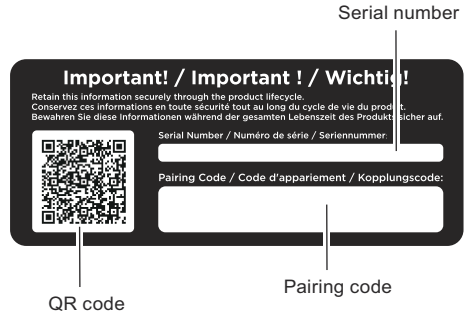 Serial number
Important! / Important ! / Wichtig!
Retain this information securely through the product lifecycle.
Conservez ces informations en toute sécurité tout au long du cycle de vie du produit.
Bewahren Sie diese Informationen während der gesamten Lebenszeit des Produkts sicher auf.
Serial Number / Numéro de série / Seriennummer:
Pairing Code / Code d'appariement / Kopplungscode:
Pairing code
QR code